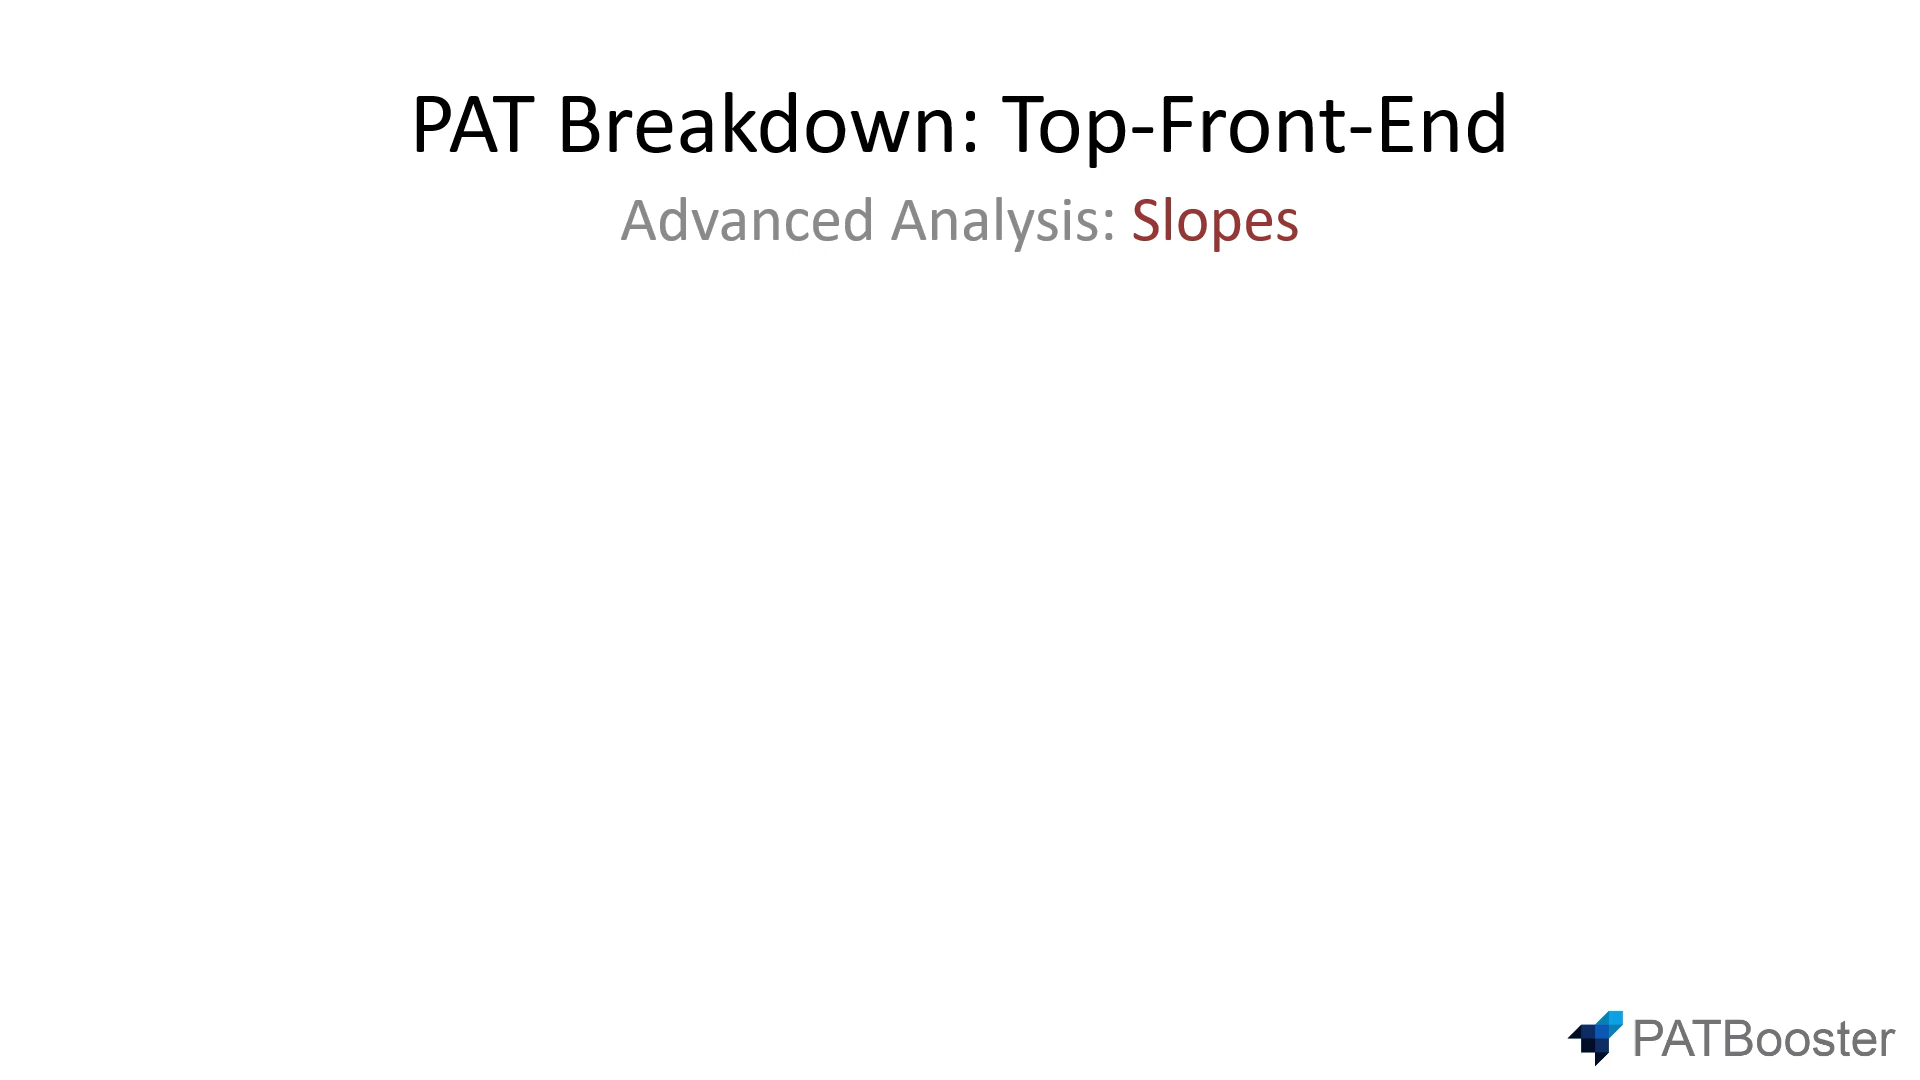 PAT Breakdown: Top-Front-End
Advanced Analysis: Slopes
PATBooster